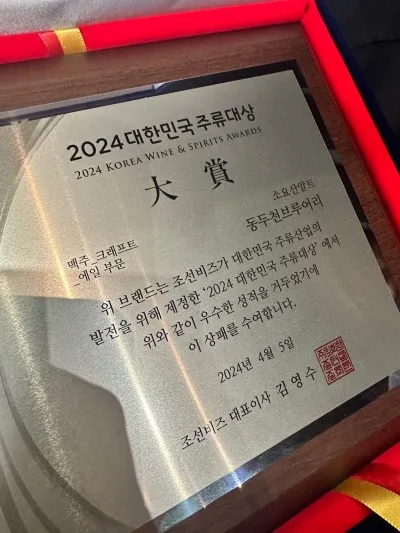 2024 대한민국 주류대상
2024 KOREA WINE & SPIRITS AWARDS
大賞
소요산알트
맥주_크래프트
_에일 부문
동두천브루어리
위 브랜드는 조선비즈가 대한민국 주류산업의
발전을 위해 제정한 '2024 대한민국 주류대상' 에서
위와 같이 우수한 성적을 거두었기에
이 상패를 수여합니다.
2024년 4월 5일
조선비즈 대표이사 김영수